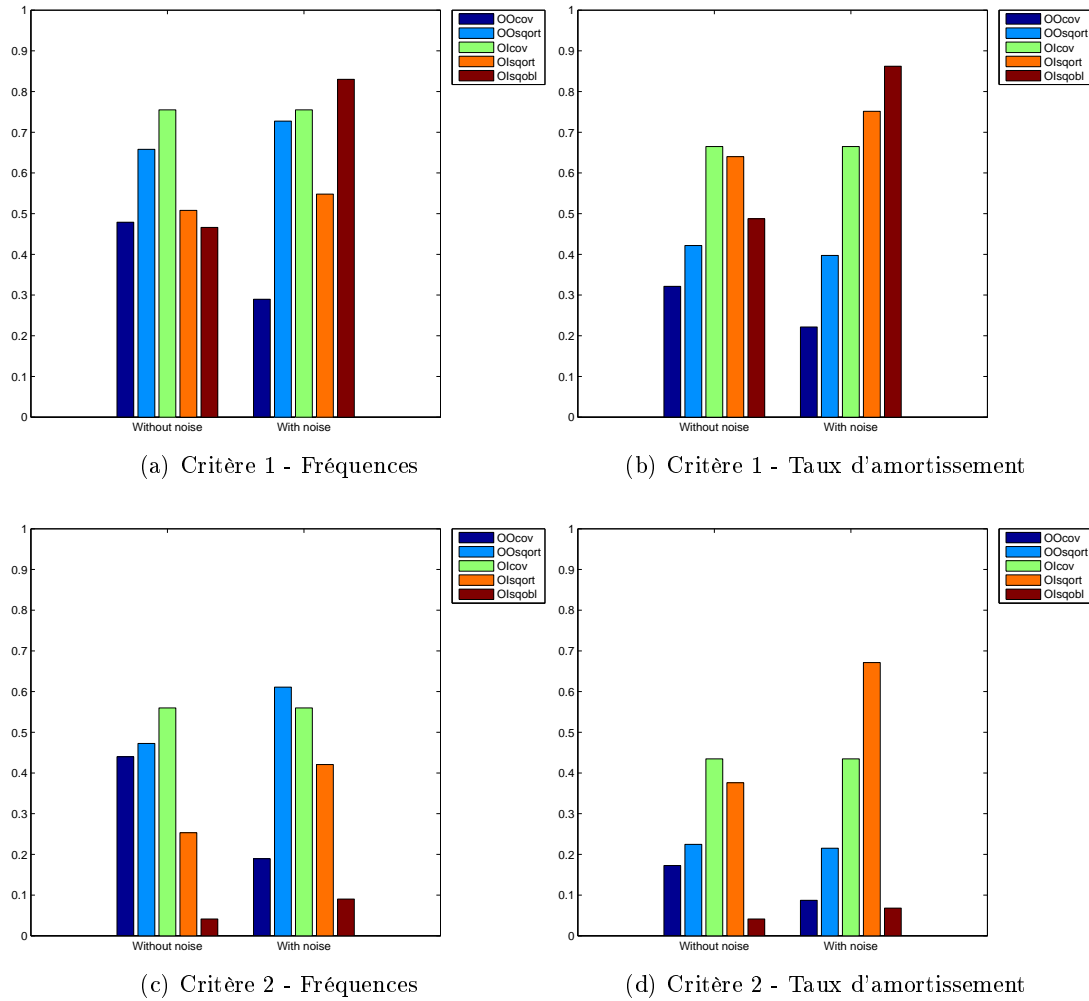 1
0.9
0.8
0.7
0.6
0.5
0.4
0.3
0.2
0.1
0
Without noise
With noise
OOcov
OOsqort
OIcov
OIsqort
OIsqobl
(a) Critère 1 - Fréquences
1
0.9
0.8
0.7
0.6
0.5
0.4
0.3
0.2
0.1
0
Without noise
With noise
OOcov
OOsqort
OIcov
OIsqort
OIsqobl
(b) Critère 1 - Taux d'amortissement
1
0.9
0.8
0.7
0.6
0.5
0.4
0.3
0.2
0.1
0
Without noise
With noise
OOcov
OOsqort
OIcov
OIsqort
OIsqobl
(c) Critère 2 - Fréquences
1
0.9
0.8
0.7
0.6
0.5
0.4
0.3
0.2
0.1
0
Without noise
With noise
OOcov
OOsqort
OIcov
OIsqort
OIsqobl
(d) Critère 2 - Taux d'amortissement